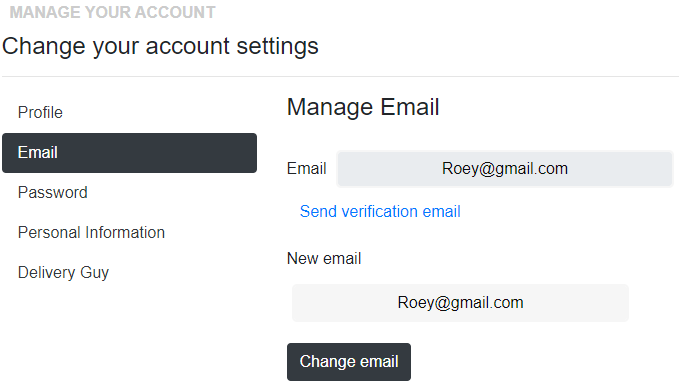 MANAGE YOUR ACCOUNT
Change your account settings
Profile
Email
Password
Personal Information
Delivery Guy
Manage Email
Email Roey@gmail.com
Send verification email
New email
Roey@gmail.com
Change email